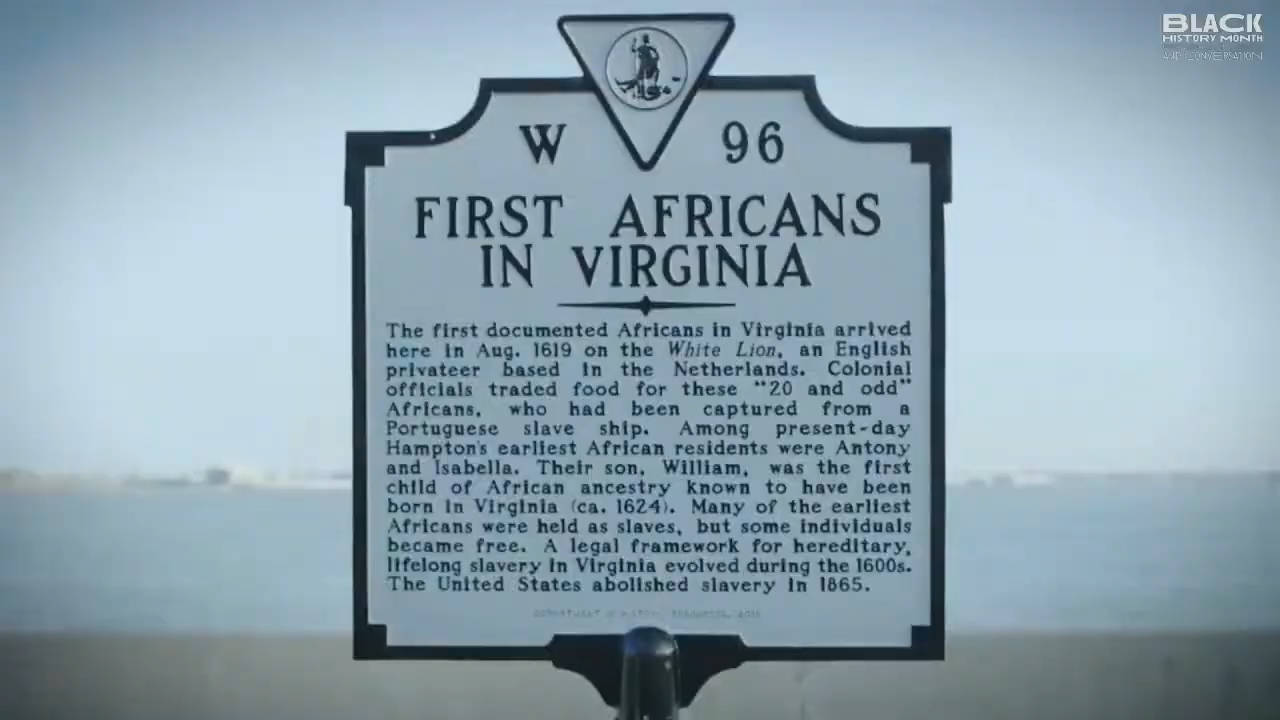 BLACK
HISTORY MONTH
AND CONVERSATION
W 96
FIRST AFRICANS
IN VIRGINIA
The first documented Africans in Virginia arrived
here in Aug. 1619 on the White Lion, an English
privateer based in the Netherlands. Colonial
officials traded food for these "20 and odd"
Africans, who had been captured from a
Portuguese slave ship. Among present-day
Hampton's earliest African residents were Antony
and Isabella. Their son, William, was the first
child of African ancestry known to have been
born in Virginia (ca. 1624). Many of the earliest
Africans were held as slaves, but some individuals
became free. A legal framework for hereditary,
lifelong slavery in Virginia evolved during the 1600s.
The United States abolished slavery in 1865.
DEPARTMENT